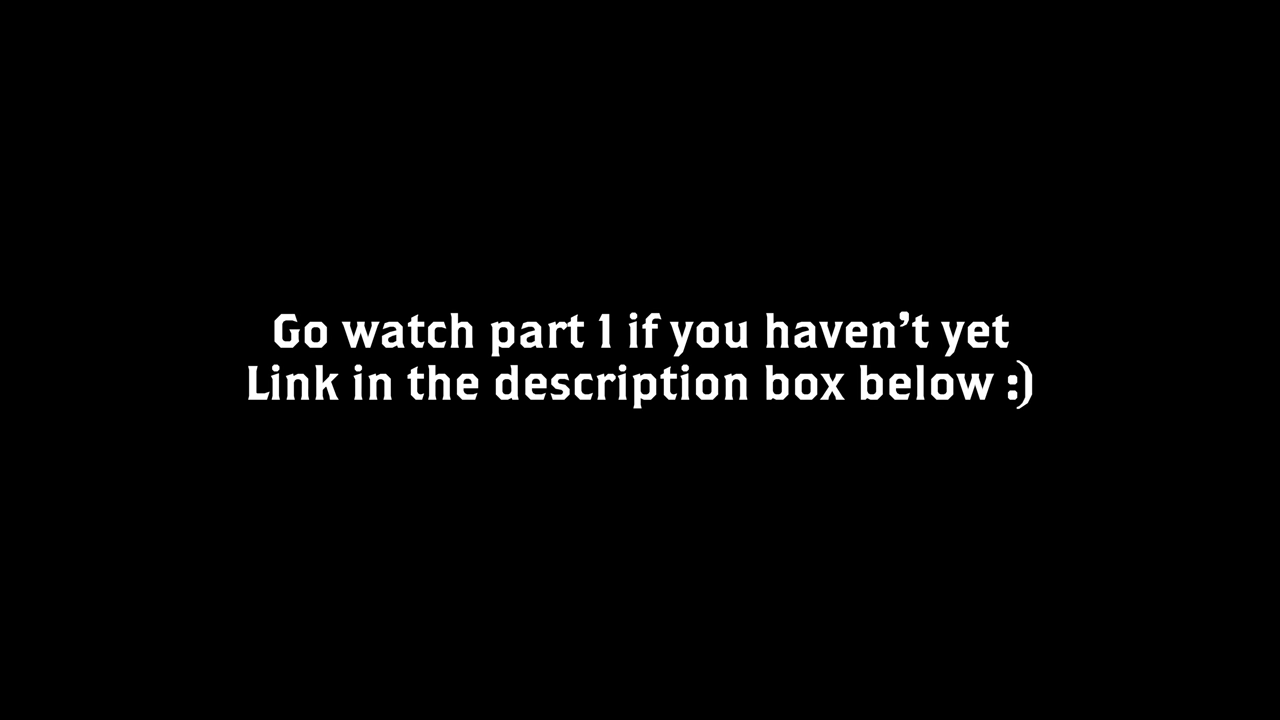 Go watch part 1 if you haven’t yet
Link in the description box below :)